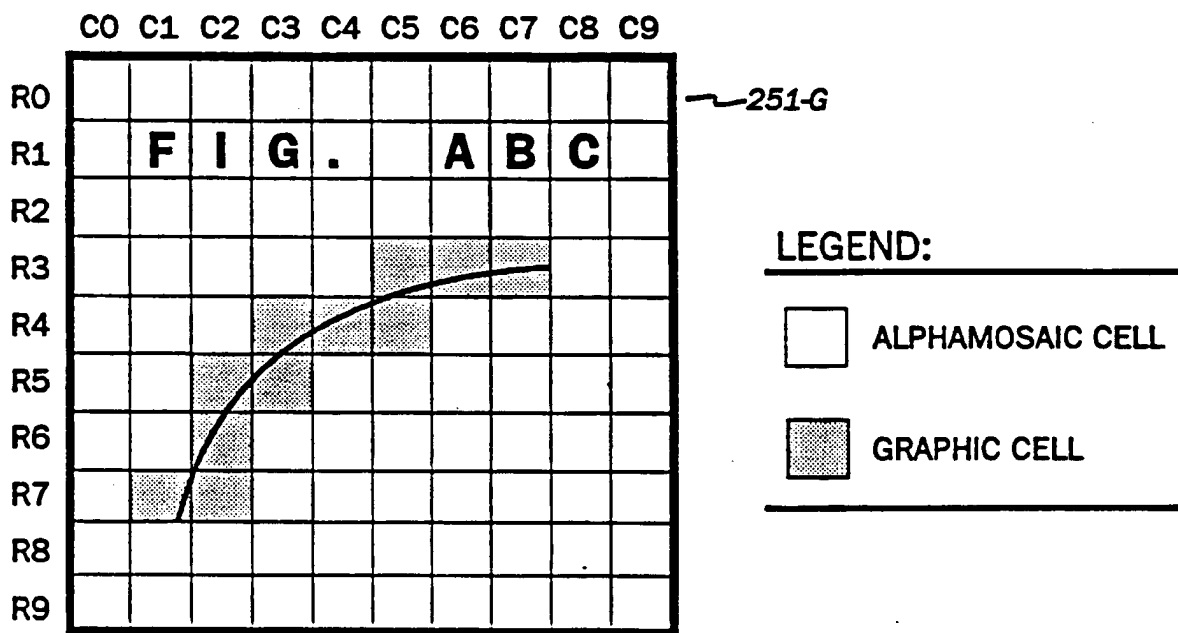 C0 C1 C2 C3 C4 C5 C6 C7 C8 C9
R0
251-G
R1 F I G . A B C
R2
R3
LEGEND:
R4
ALPHAMOSAIC CELL
R5
R6
GRAPHIC CELL
R7
R8
R9